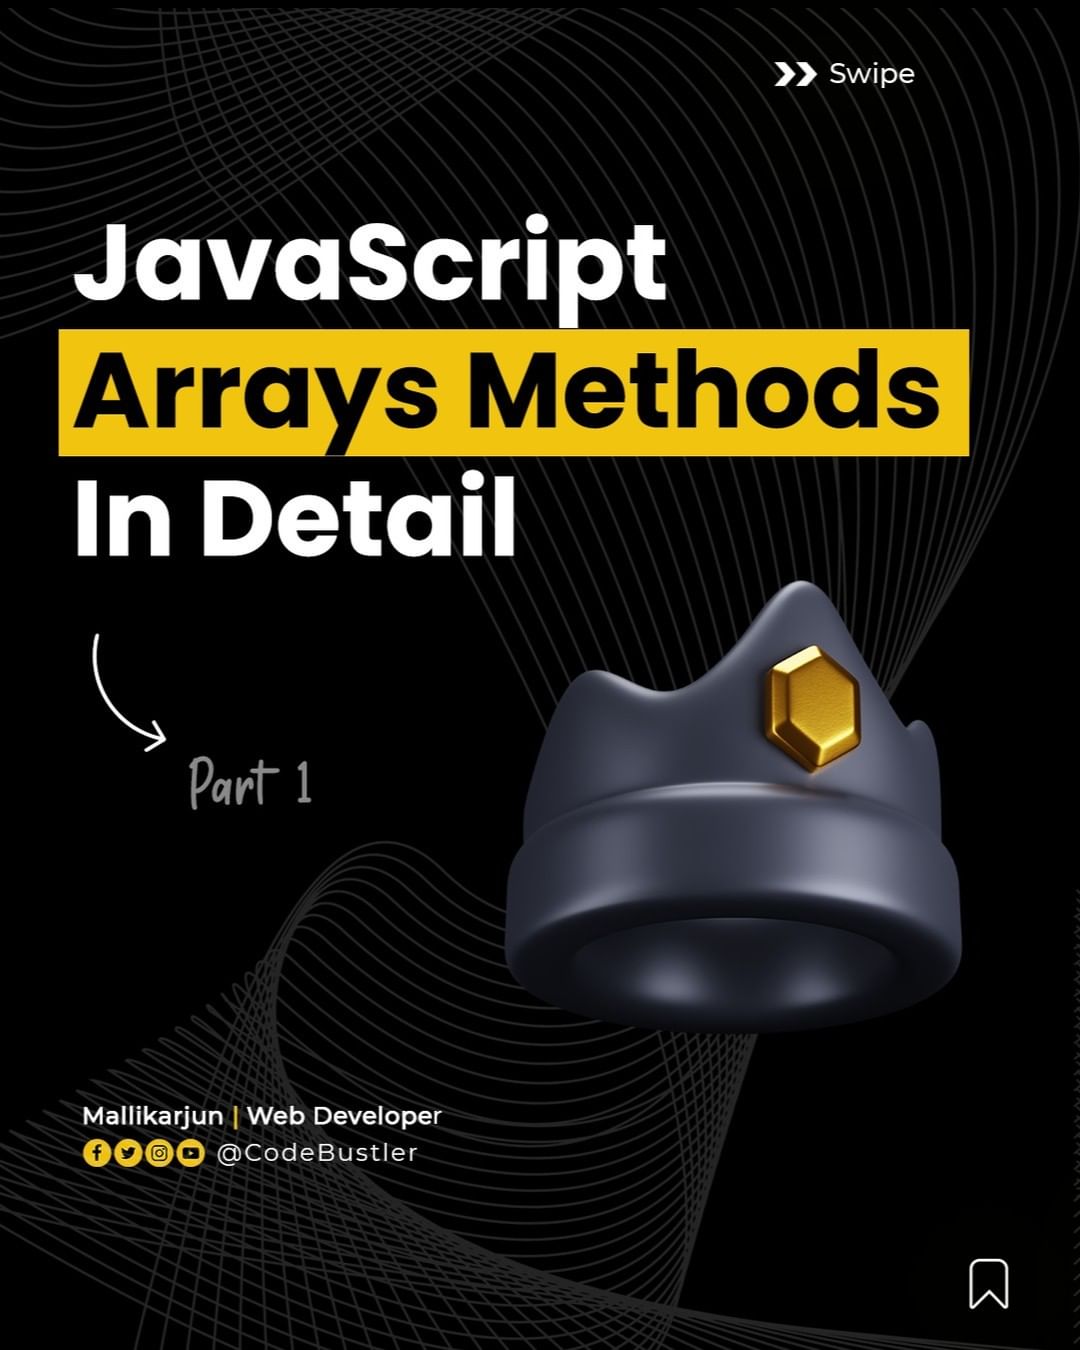 Swipe
JavaScript
Arrays Methods
In Detail
Part 1
Mallikarjun | Web Developer
@CodeBustler